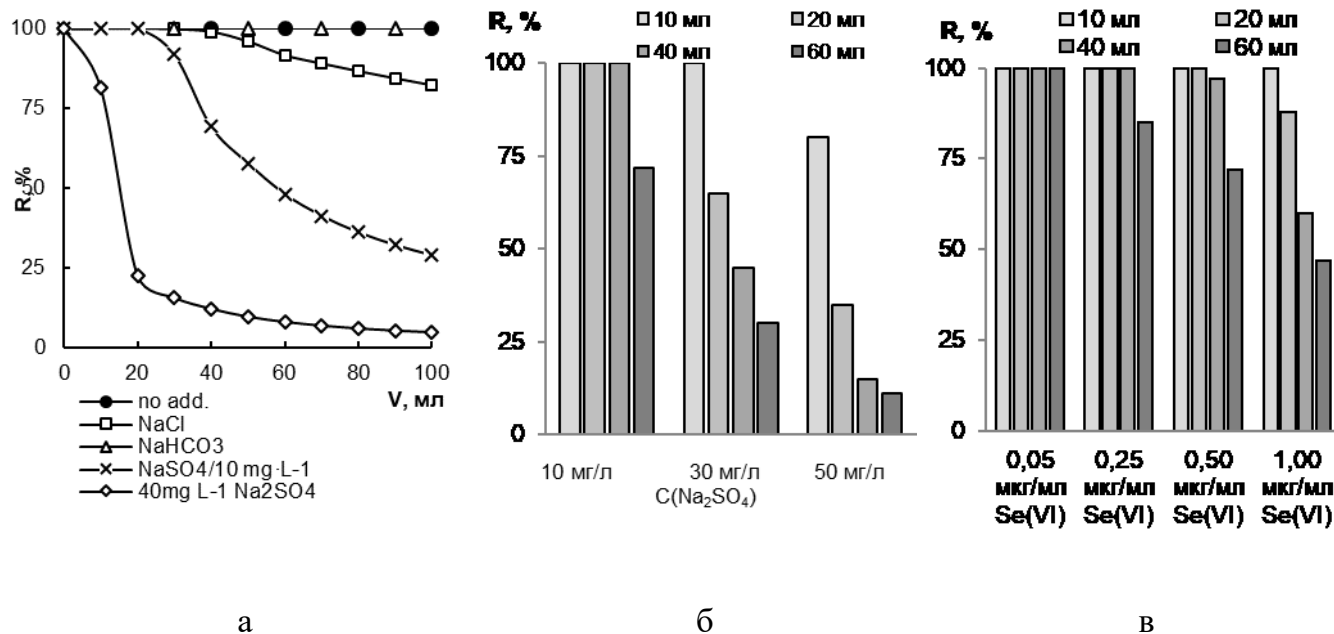 R, %
100
75
50
25
0
0 20 40 60 80 100
V, мл
no add.
NaCl
NaHCO3
NaSO4/10 mg·L-1
40mg L-1 Na2SO4
а
R, %
10 мл 20 мл
40 мл 60 мл
100
75
50
25
0
10 мг/л 30 мг/л 50 мг/л
C(Na₂SO₄)
б
R, %
10 мл 20 мл
40 мл 60 мл
100
75
50
25
0
0,05 0,25 0,50 1,00
мкг/мл мкг/мл мкг/мл мкг/мл
Se(VI) Se(VI) Se(VI) Se(VI)
в